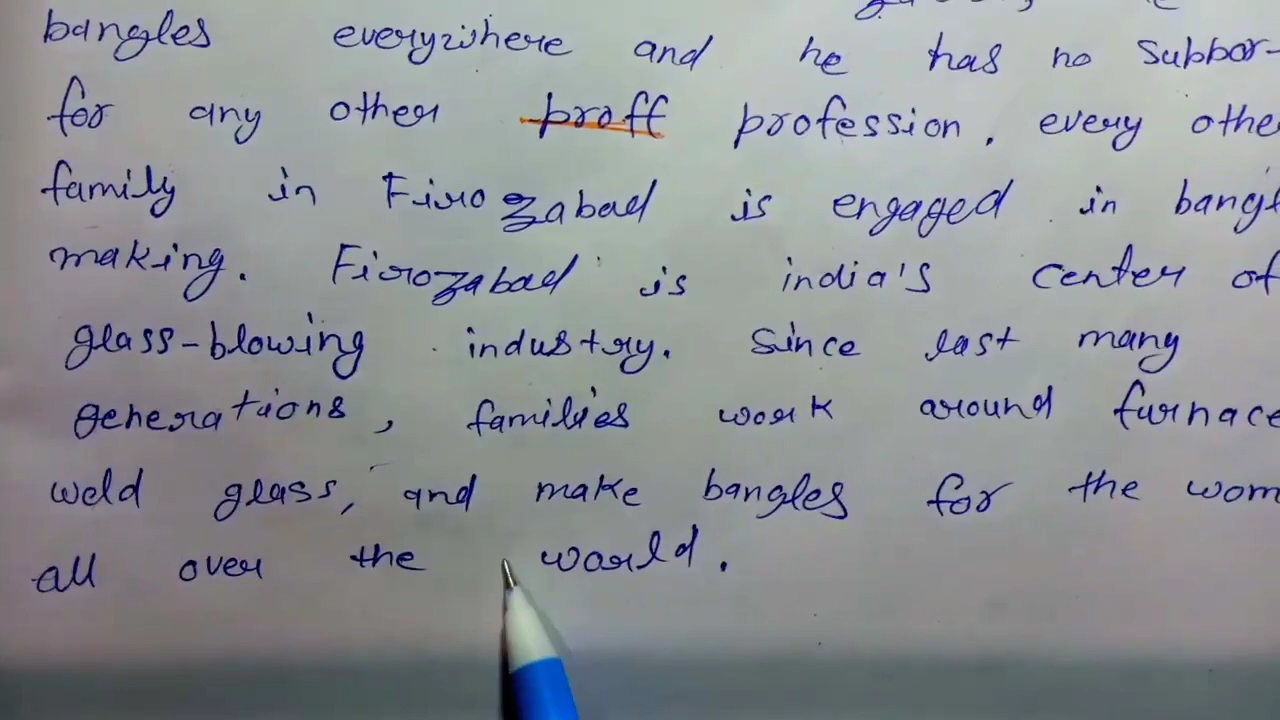 bangles everywhere and he has no subbor-
for any other proff profession. every othe
family in Firozabad is engaged in bangl
making. Firozabad is india's center of
glass-blowing industry. Since last many
generations, families work around furnace
weld glass, and make bangles for the wom
all over the world.